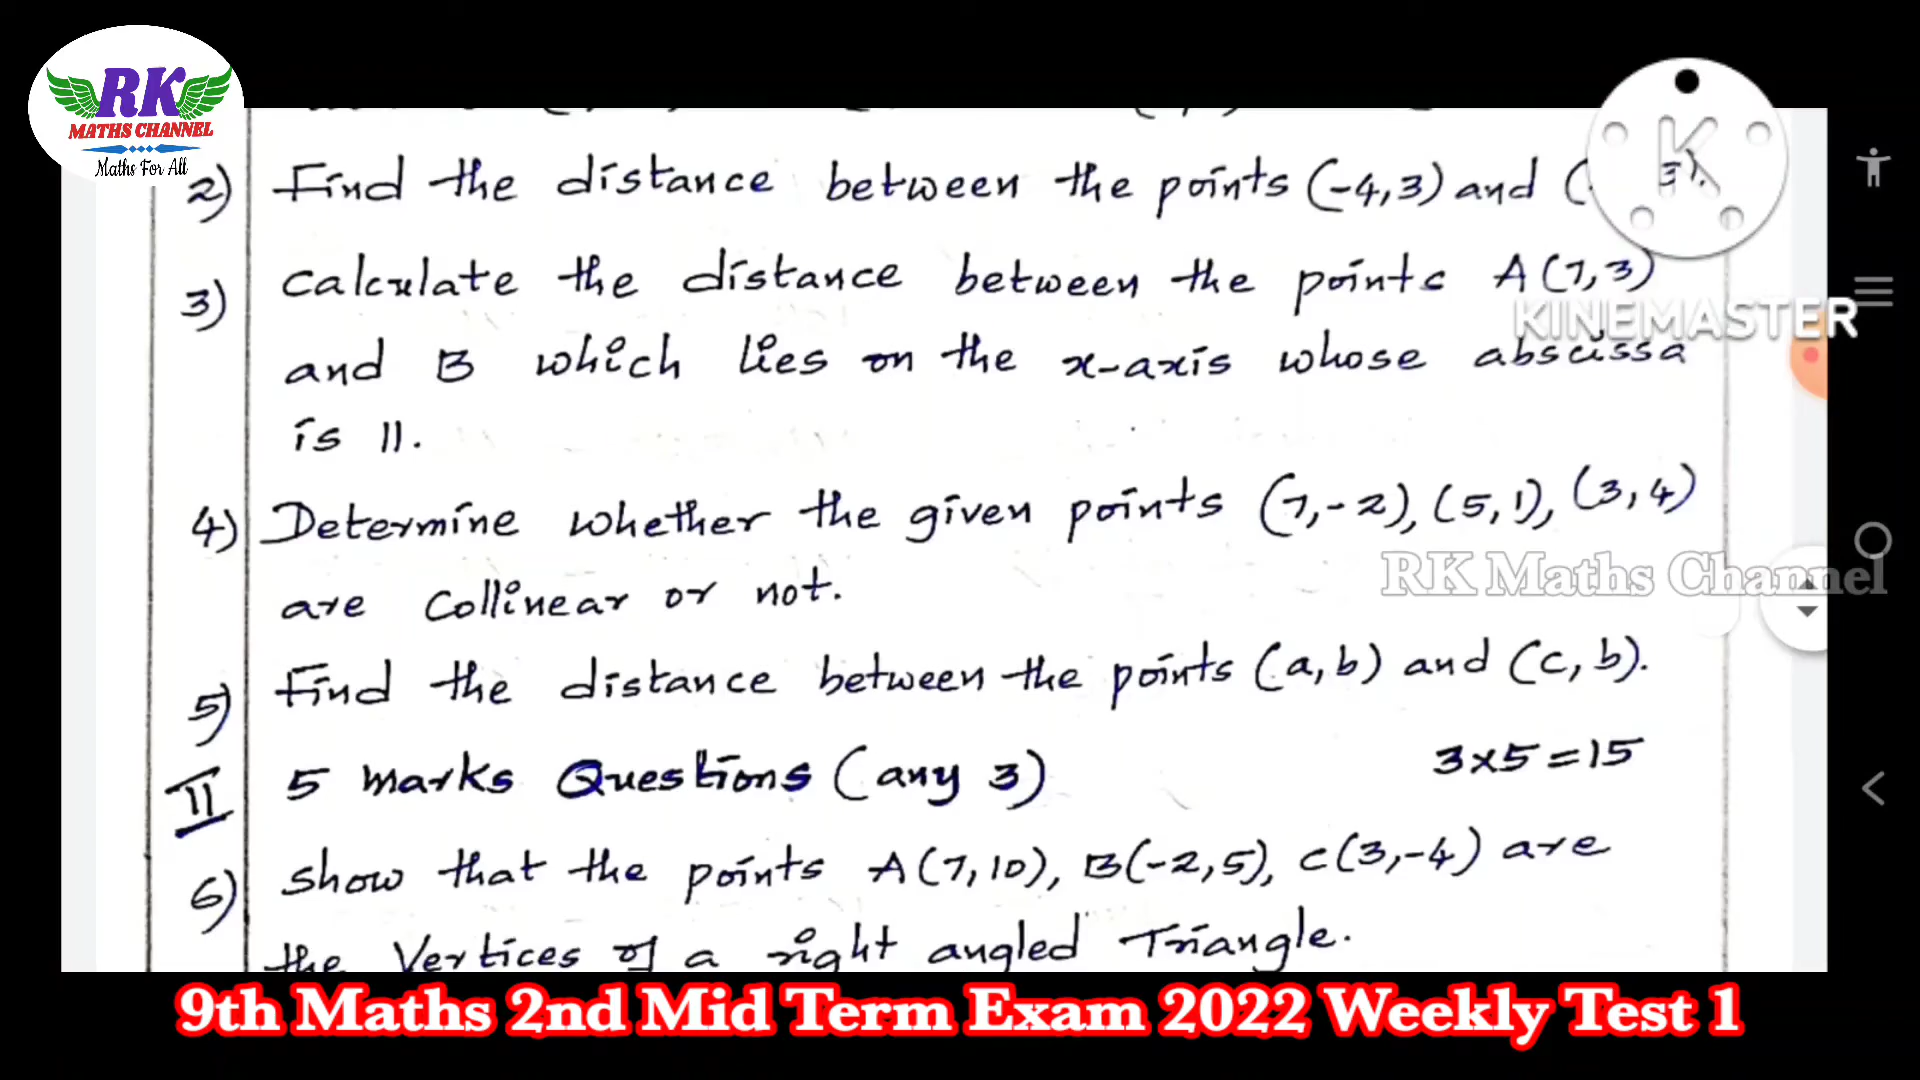 RK
MATHS CHANNEL
Maths For All
2) Find the distance between the points (-4,3) and (
3) Calculate the distance between the points A(7,3)
KINEMASTER
and B which lies on the x-axis whose abscissa
is 11.
4) Determine whether the given points (7,-2), (5,1), (3,4)
RK Maths Channel
are collinear or not.
5) Find the distance between the points (a,b) and (c,b).
II 5 marks Questions (any 3) 3x5=15
6) Show that the points A(7,10), B(-2,5), C(3,-4) are
the vertices of a right angled Triangle.
9th Maths 2nd Mid Term Exam 2022 Weekly Test 1